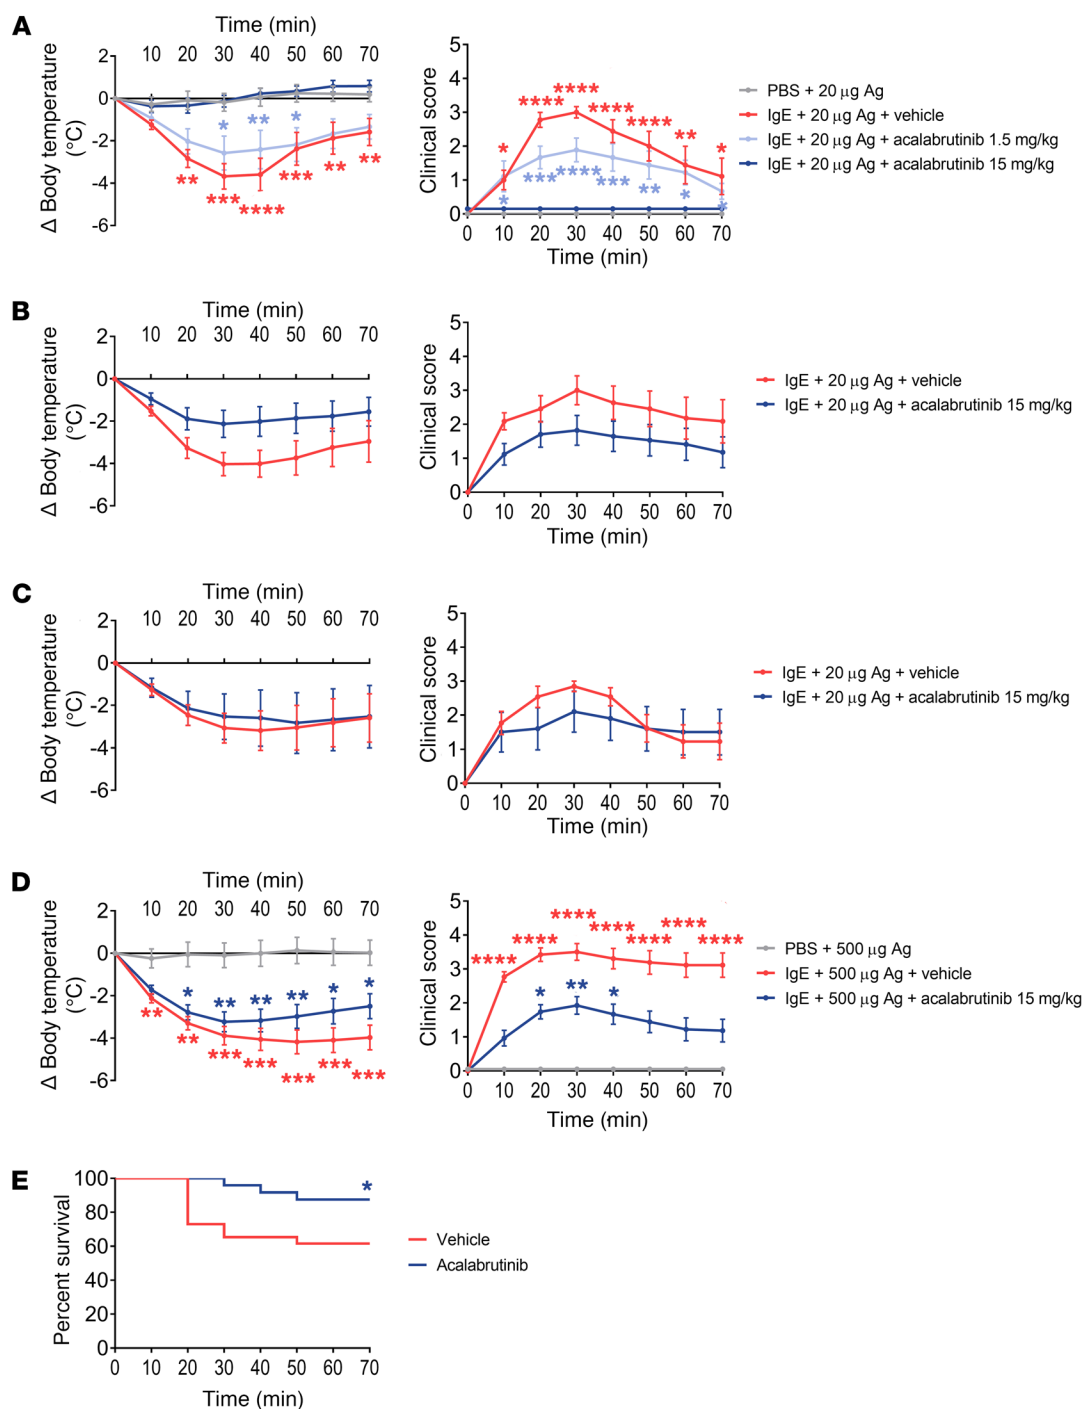 A
Time (min)
10 20 30 40 50 60 70
2
0
-2
-4
-6
Δ Body temperature
(°C)
* ** *
** *** **** *** ** **
5
4
3
2
1
0
Clinical score
* **** **** **** **** ** *
* *** **** *** ** * *
0 10 20 30 40 50 60 70
Time (min)
PBS + 20 µg Ag
IgE + 20 µg Ag + vehicle
IgE + 20 µg Ag + acalabrutinib 1.5 mg/kg
IgE + 20 µg Ag + acalabrutinib 15 mg/kg
B
Time (min)
10 20 30 40 50 60 70
2
0
-2
-4
-6
Δ Body temperature
(°C)
5
4
3
2
1
0
Clinical score
0 10 20 30 40 50 60 70
Time (min)
IgE + 20 µg Ag + vehicle
IgE + 20 µg Ag + acalabrutinib 15 mg/kg
C
Time (min)
10 20 30 40 50 60 70
2
0
-2
-4
-6
Δ Body temperature
(°C)
5
4
3
2
1
0
Clinical score
0 10 20 30 40 50 60 70
Time (min)
IgE + 20 µg Ag + vehicle
IgE + 20 µg Ag + acalabrutinib 15 mg/kg
D
Time (min)
10 20 30 40 50 60 70
2
0
-2
-4
-6
Δ Body temperature
(°C)
* ** ** ** * *
** ** *** *** *** *** ***
5
4
3
2
1
0
Clinical score
**** **** **** **** **** **** ****
* ** *
0 10 20 30 40 50 60 70
Time (min)
PBS + 500 µg Ag
IgE + 500 µg Ag + vehicle
IgE + 500 µg Ag + acalabrutinib 15 mg/kg
E
100
80
60
40
20
0
Percent survival
*
0 10 20 30 40 50 60 70
Time (min)
Vehicle
Acalabrutinib